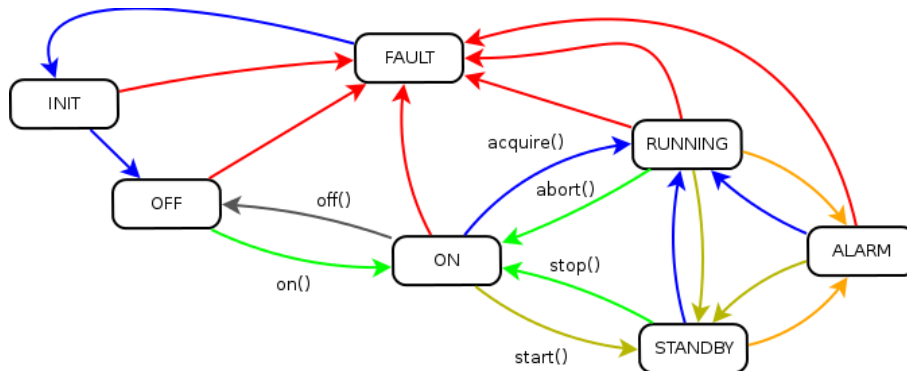 FAULT
INIT
acquire()
RUNNING
abort()
OFF
off()
ON
ALARM
stop()
on()
start()
STANDBY